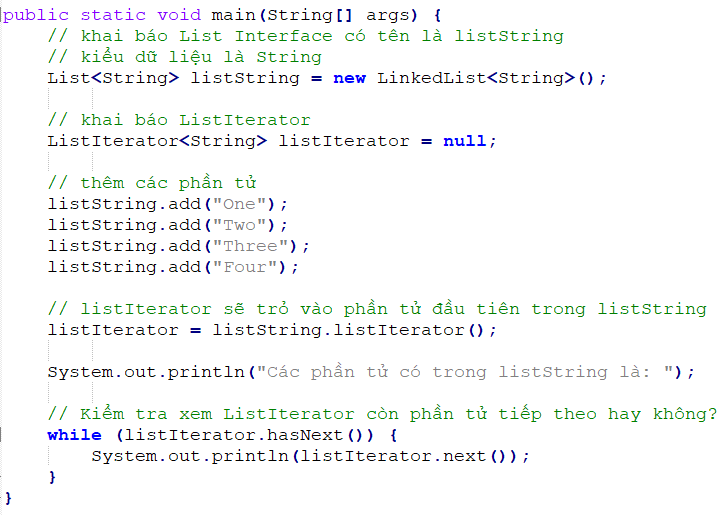 public static void main(String[] args) {
    // khai báo List Interface có tên là listString
    // kiểu dữ liệu là String
    List<String> listString = new LinkedList<String>();
    // khai báo ListIterator
    ListIterator<String> listIterator = null;
    // thêm các phần tử
    listString.add("One");
    listString.add("Two");
    listString.add("Three");
    listString.add("Four");
    // listIterator sẽ trỏ vào phần tử đầu tiên trong listString
    listIterator = listString.listIterator();
    System.out.println("Các phần tử có trong listString là: ");
    // Kiểm tra xem ListIterator còn phần tử tiếp theo hay không?
    while (listIterator.hasNext()) {
        System.out.println(listIterator.next());
    }
}